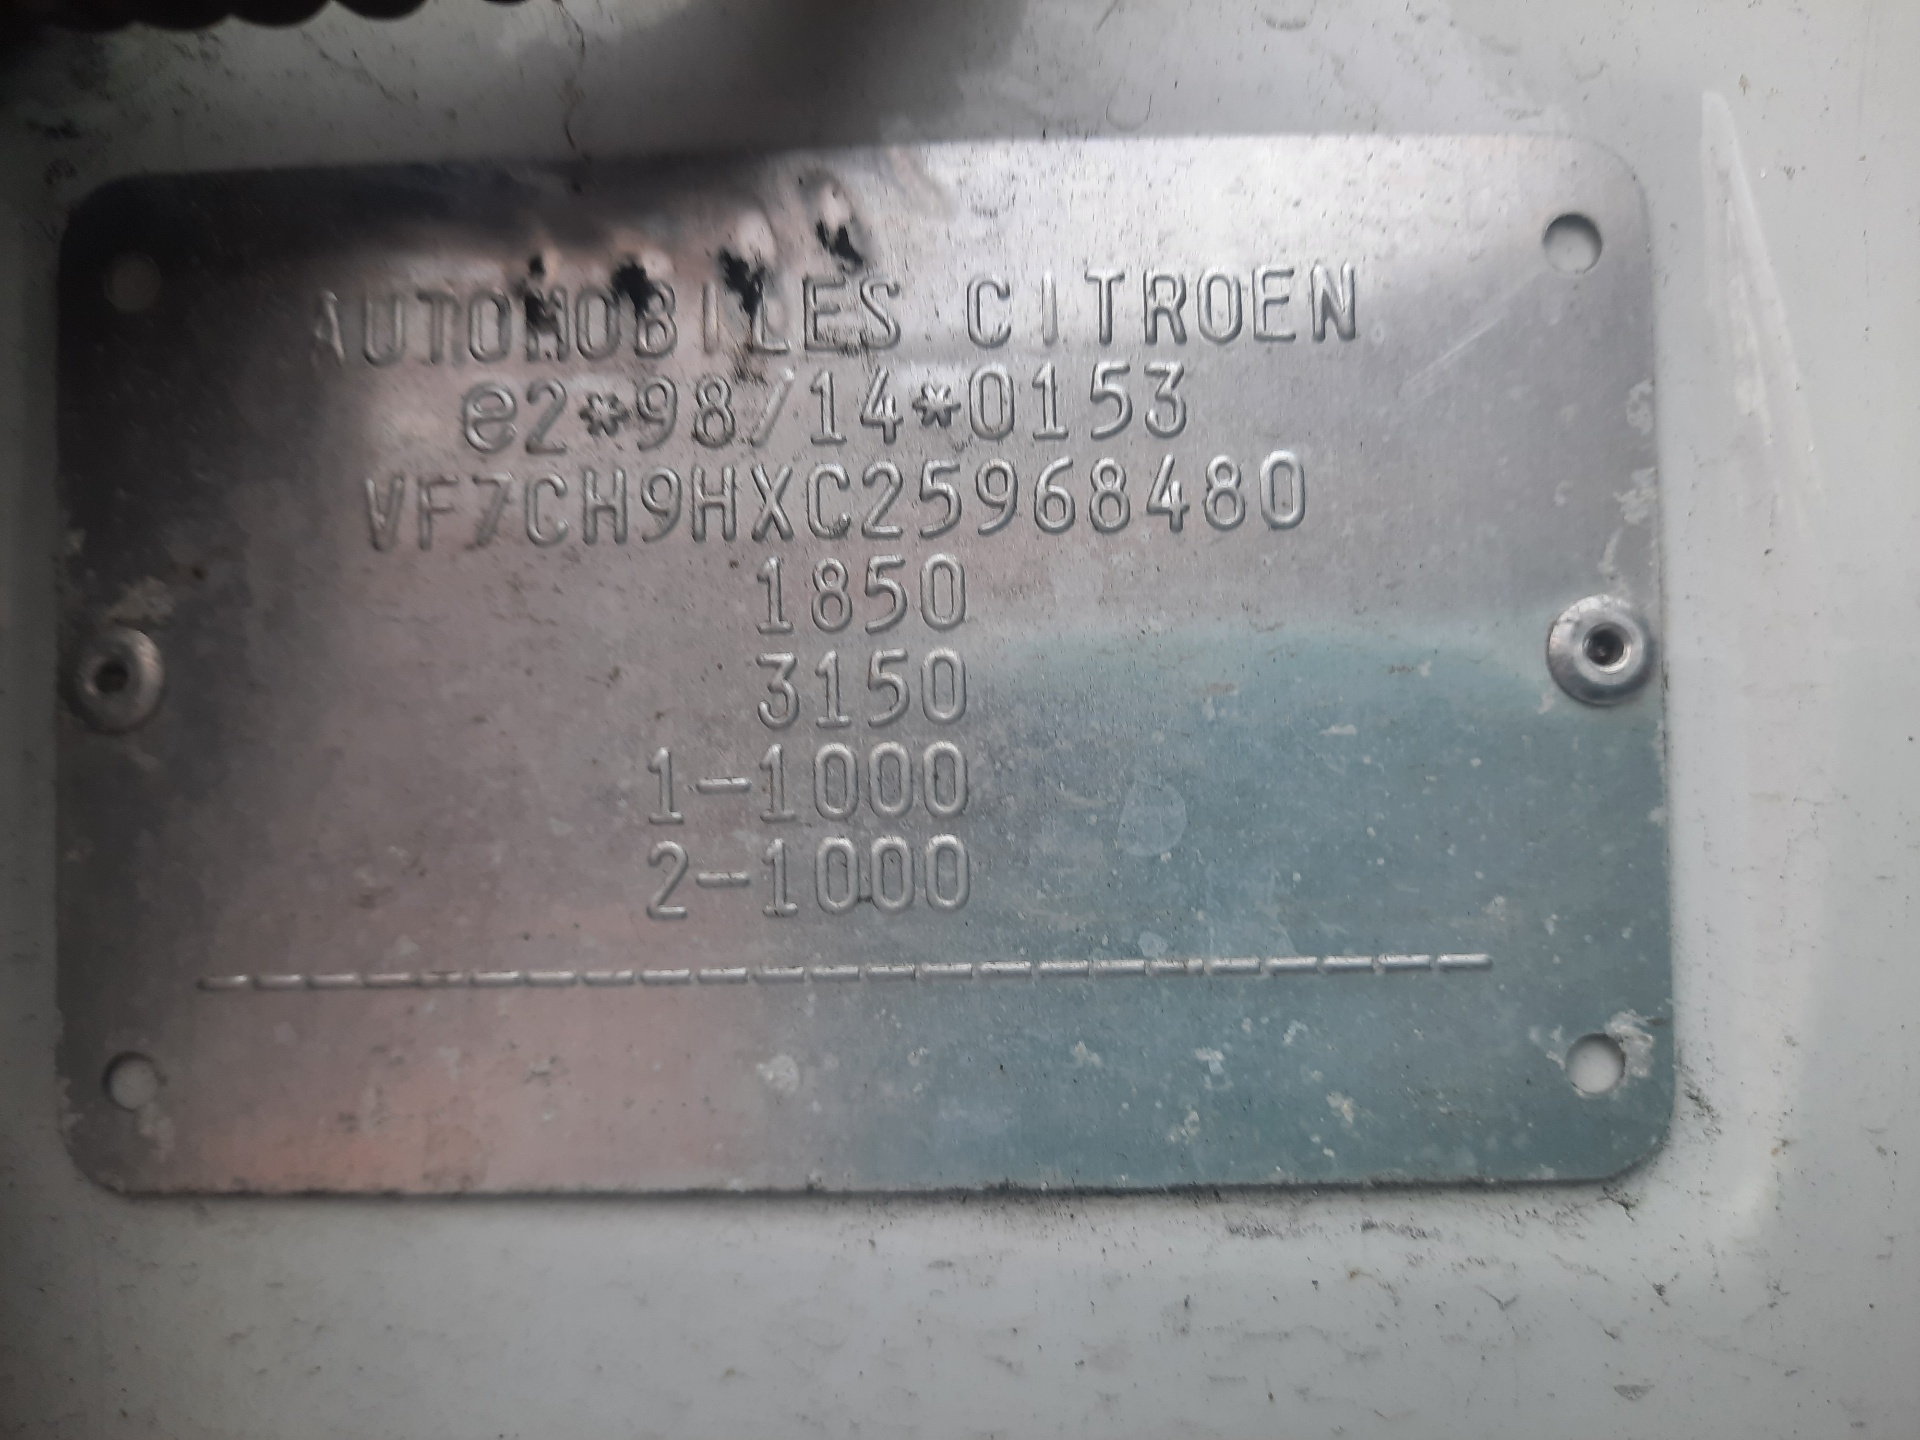 AUTOMOBILES CITROEN
e2*98/14*0153
VF7CH9HXC25968480
1850
3150
1-1000
2-1000
-----------------------